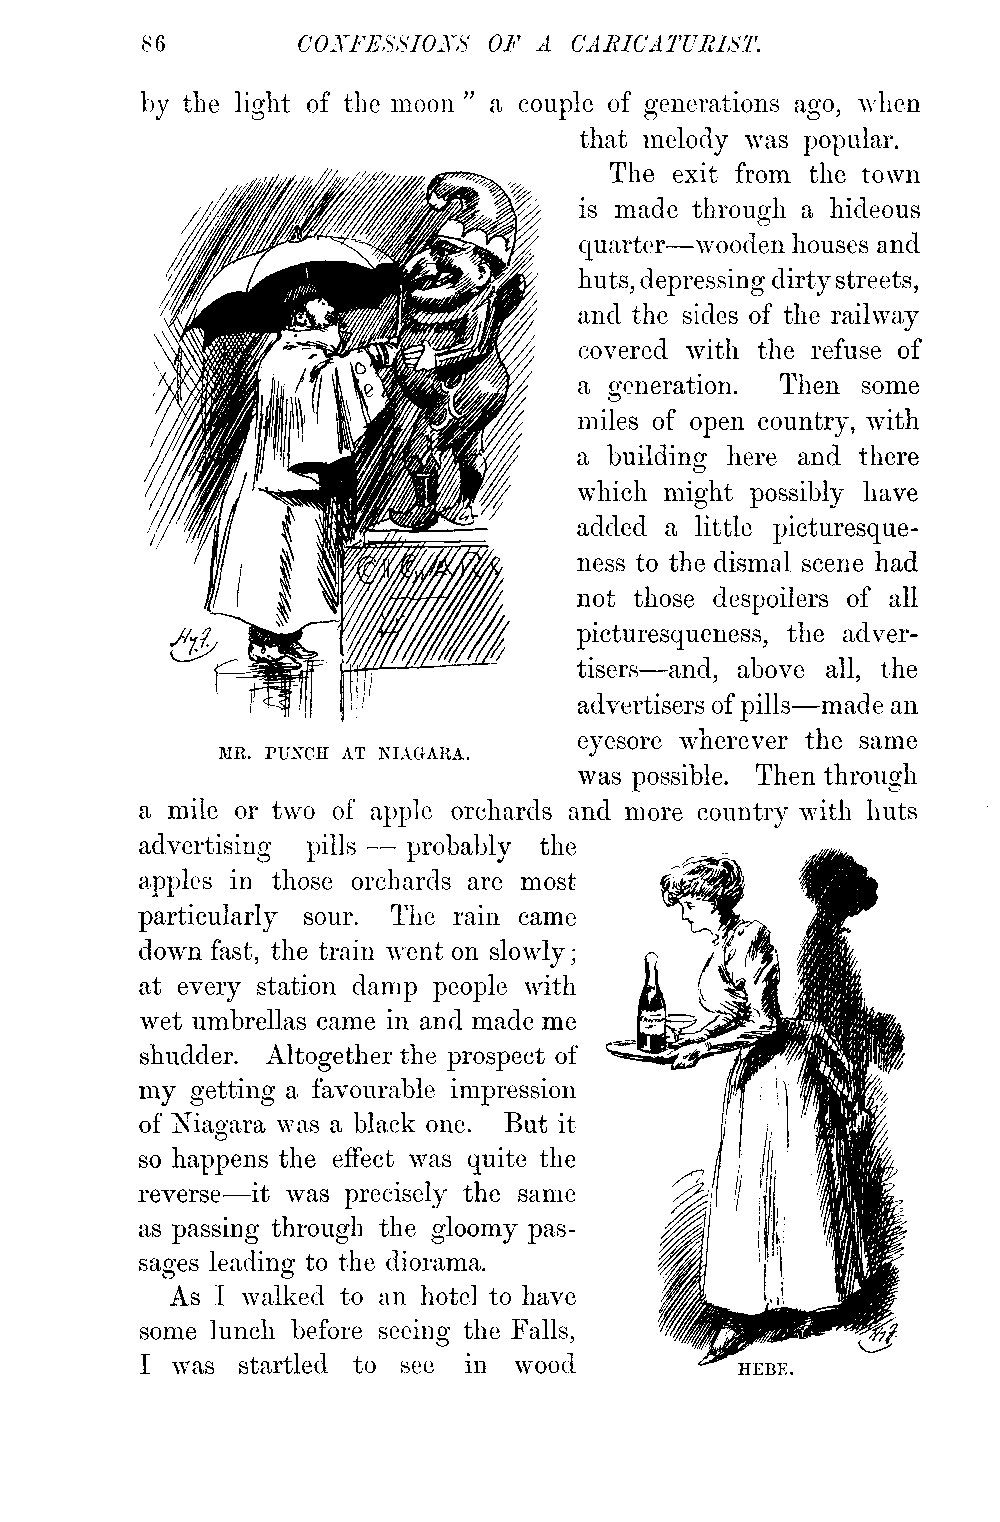 86 CONFESSIONS OF A CARICATURIST.
by the light of the moon" a couple of generations ago, when
that melody was popular.
The exit from the town
is made through a hideous
quarter—wooden houses and
huts, depressing dirty streets,
and the sides of the railway
covered with the refuse of
a generation. Then some
miles of open country, with
a building here and there
which might possibly have
added a little picturesque-
ness to the dismal scene had
not those despoilers of all
picturesqueness, the adver-
tisers—and, above all, the
advertisers of pills—made an
eyesore wherever the same
was possible. Then through
CIGARS
Hy. F.
MR. PUNCH AT NIAGARA.
a mile or two of apple orchards and more country with huts
advertising pills — probably the
apples in those orchards are most
particularly sour. The rain came
down fast, the train went on slowly;
at every station damp people with
wet umbrellas came in and made me
shudder. Altogether the prospect of
my getting a favourable impression
of Niagara was a black one. But it
so happens the effect was quite the
reverse—it was precisely the same
as passing through the gloomy pas-
sages leading to the diorama.
As I walked to an hotel to have
some lunch before seeing the Falls,
I was startled to see in wood
HEBE.